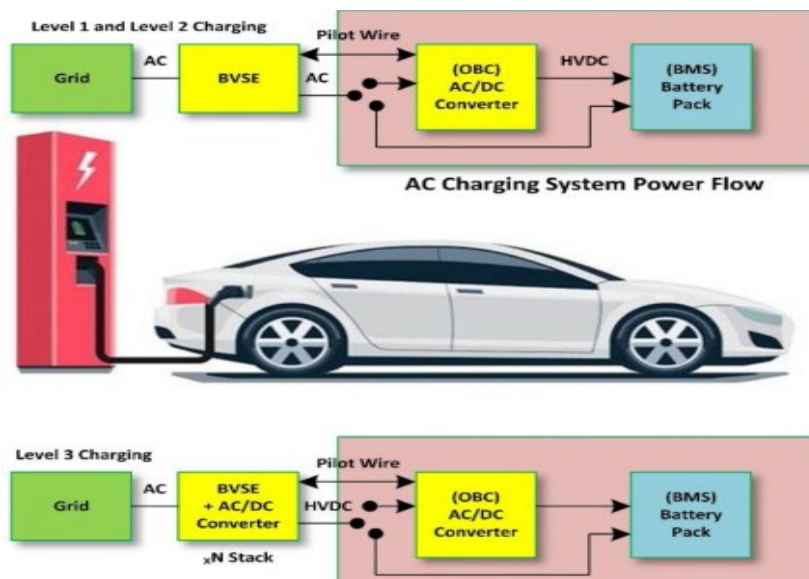 Level 1 and Level 2 Charging
Grid
AC
BVSE
Pilot Wire
AC
(OBC)
AC/DC
Converter
HVDC
(BMS)
Battery
Pack
AC Charging System Power Flow
Level 3 Charging
Grid
AC
BVSE
+ AC/DC
Converter
xN Stack
Pilot Wire
HVDC
(OBC)
AC/DC
Converter
(BMS)
Battery
Pack